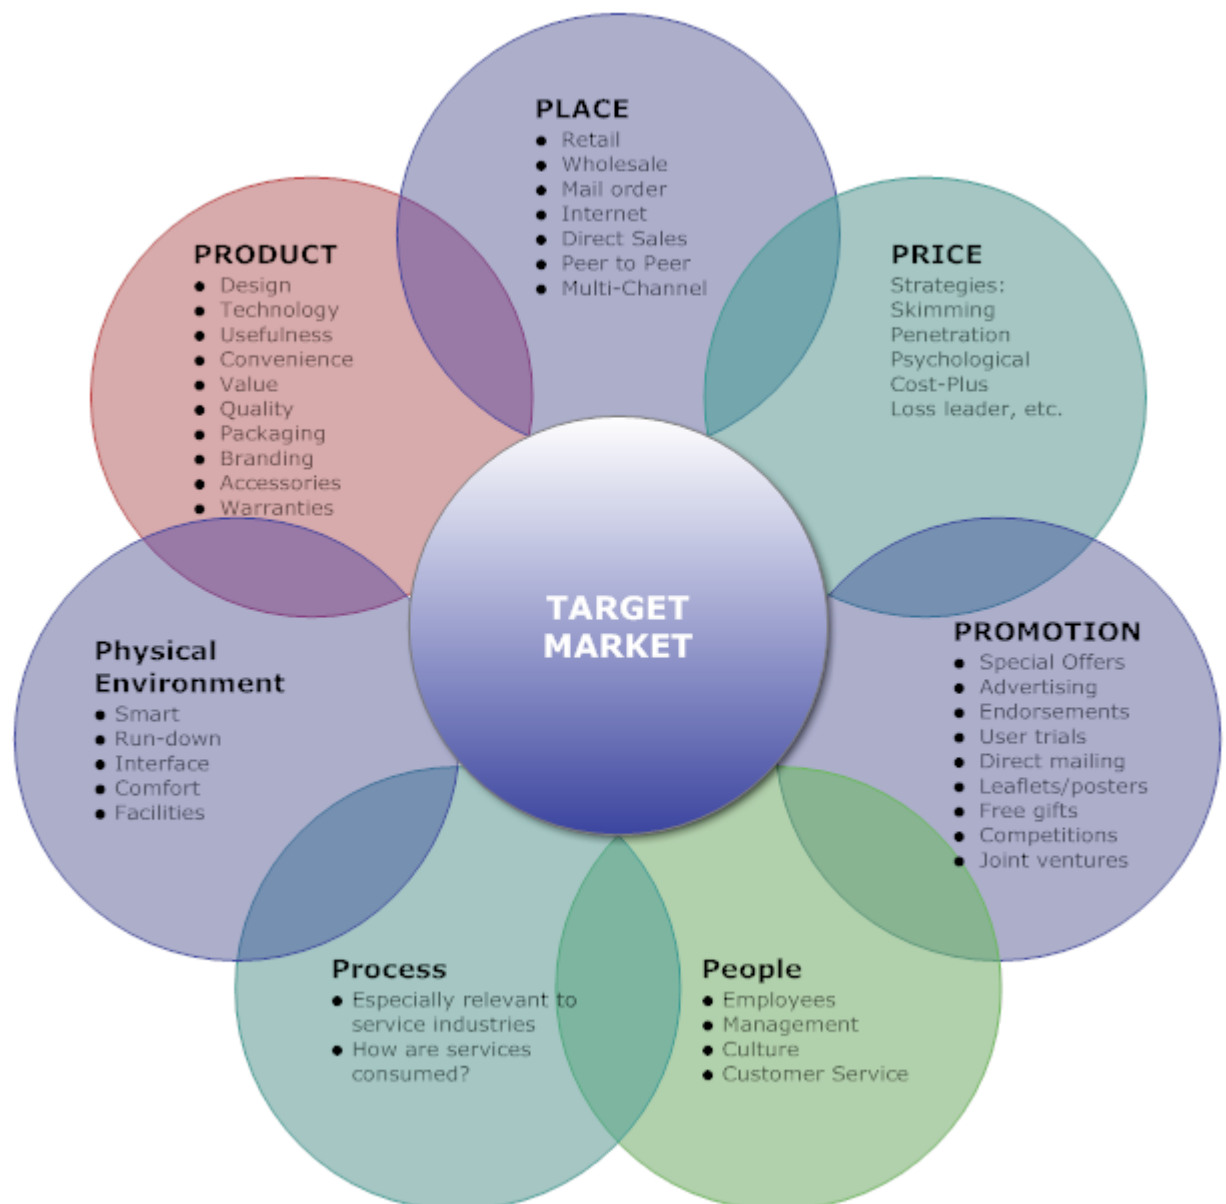 PLACE
● Retail
● Wholesale
● Mail order
● Internet
● Direct Sales
● Peer to Peer
● Multi-Channel
PRODUCT
● Design
● Technology
● Usefulness
● Convenience
● Value
● Quality
● Packaging
● Branding
● Accessories
● Warranties
PRICE
Strategies:
Skimming
Penetration
Psychological
Cost-Plus
Loss leader, etc.
TARGET
MARKET
Physical
Environment
● Smart
● Run-down
● Interface
● Comfort
● Facilities
PROMOTION
● Special Offers
● Advertising
● Endorsements
● User trials
● Direct mailing
● Leaflets/posters
● Free gifts
● Competitions
● Joint ventures
Process
● Especially relevant to
service industries
● How are services
consumed?
People
● Employees
● Management
● Culture
● Customer Service